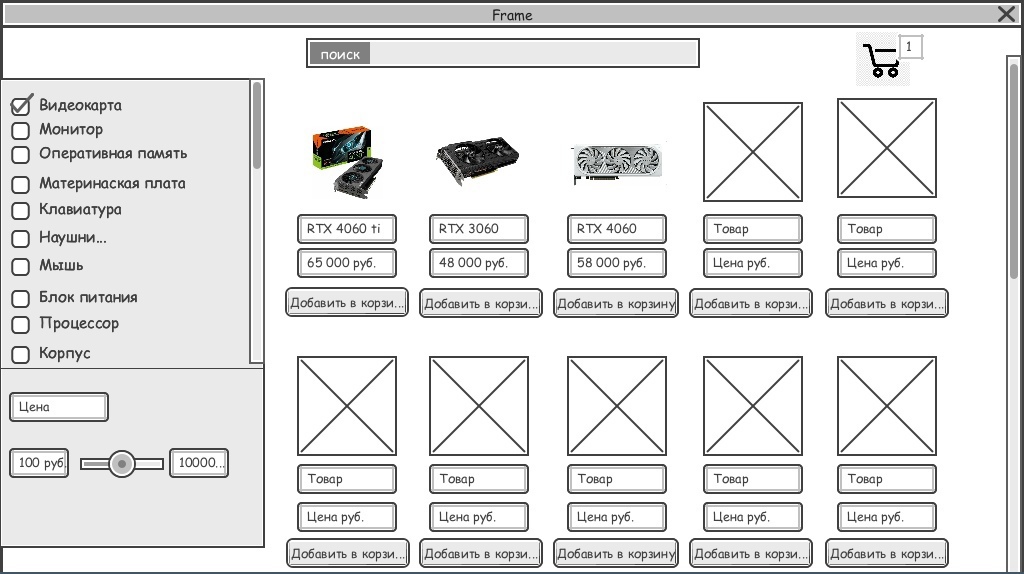 Frame
поиск
1
Видеокарта
Монитор
Оперативная память
Материнаская плата
Клавиатура
Наушни...
Мышь
Блок питания
Процессор
Корпус
Цена
100 руб.
10000...
RTX 4060 ti
RTX 3060
RTX 4060
Товар
Товар
65 000 руб.
48 000 руб.
58 000 руб.
Цена руб.
Цена руб.
Добавить в корзи...
Добавить в корзи...
Добавить в корзину
Добавить в корзи...
Добавить в корзи...
Товар
Товар
Товар
Товар
Товар
Цена руб.
Цена руб.
Цена руб.
Цена руб.
Цена руб.
Добавить в корзи...
Добавить в корзи...
Добавить в корзину
Добавить в корзи...
Добавить в корзи...